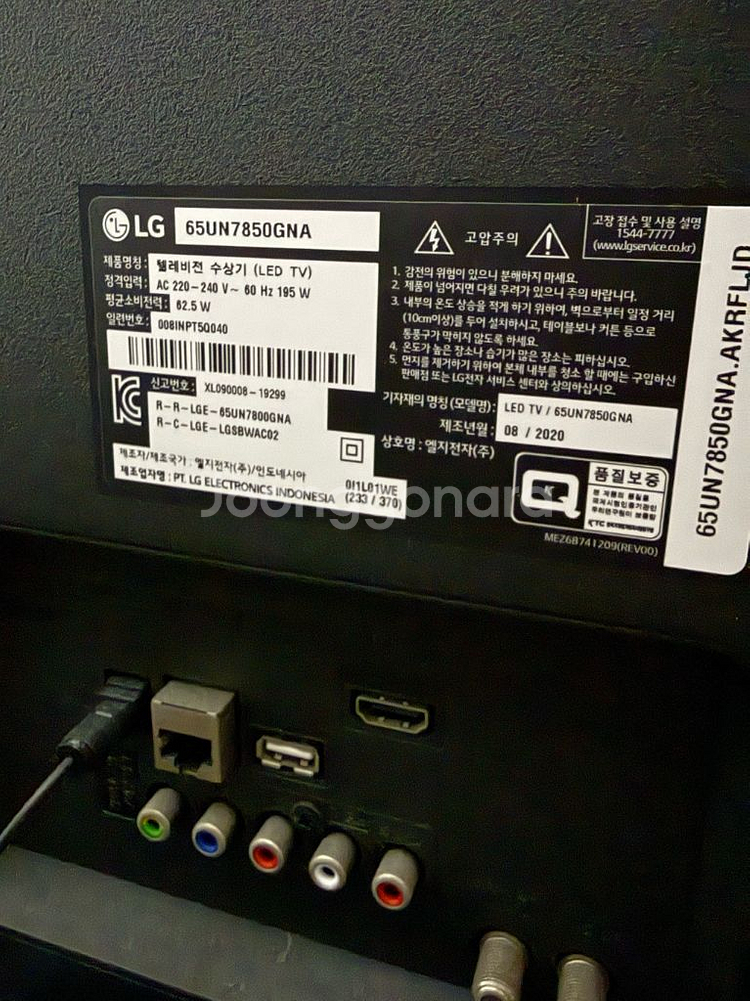 LG 65UN7850GNA
제품명칭: 텔레비전 수상기 (LED TV)
정격입력: AC 220-240 V~ 60 Hz 195 W
평균소비전력: 62.5 W
일련번호: 008INPT5Q040
신고번호: XL090008-19299
R-R-LGE-65UN7800GNA
R-C-LGE-LGSBWAC02
제조자/제조국가: 엘지전자(주)/인도네시아
제조업자명: PT. LG ELECTRONICS INDONESIA
(233 / 370)
고압주의
고장 접수 및 사용 설명
1544-7777
(www.lgservice.co.kr)
1. 감전의 위험이 있으니 분해하지 마세요.
2. 제품이 넘어지면 다칠 우려가 있으니 주의 바랍니다.
3. 내부의 온도 상승을 적게 하기 위하여, 벽으로부터 일정 거리
(10cm이상)를 두어 설치하시고, 테이블보나 커튼 등으로
통풍구가 막히지 않도록 하세요.
4. 온도가 높은 장소나 습기가 많은 장소는 피하십시오.
5. 먼지를 제거하기 위하여 본체 내부를 청소 할 때에는 구입하신
판매점 또는 LG전자 서비스 센터와 상의하십시오.
기자재의 명칭(모델명): LED TV / 65UN7850GNA
제조년월: 08 / 2020
상호명: 엘지전자(주)
Q 품질보증
KTC
MEZ68741209(REV00)
65UN7850GNA.AKRFLJD
Joonggonara